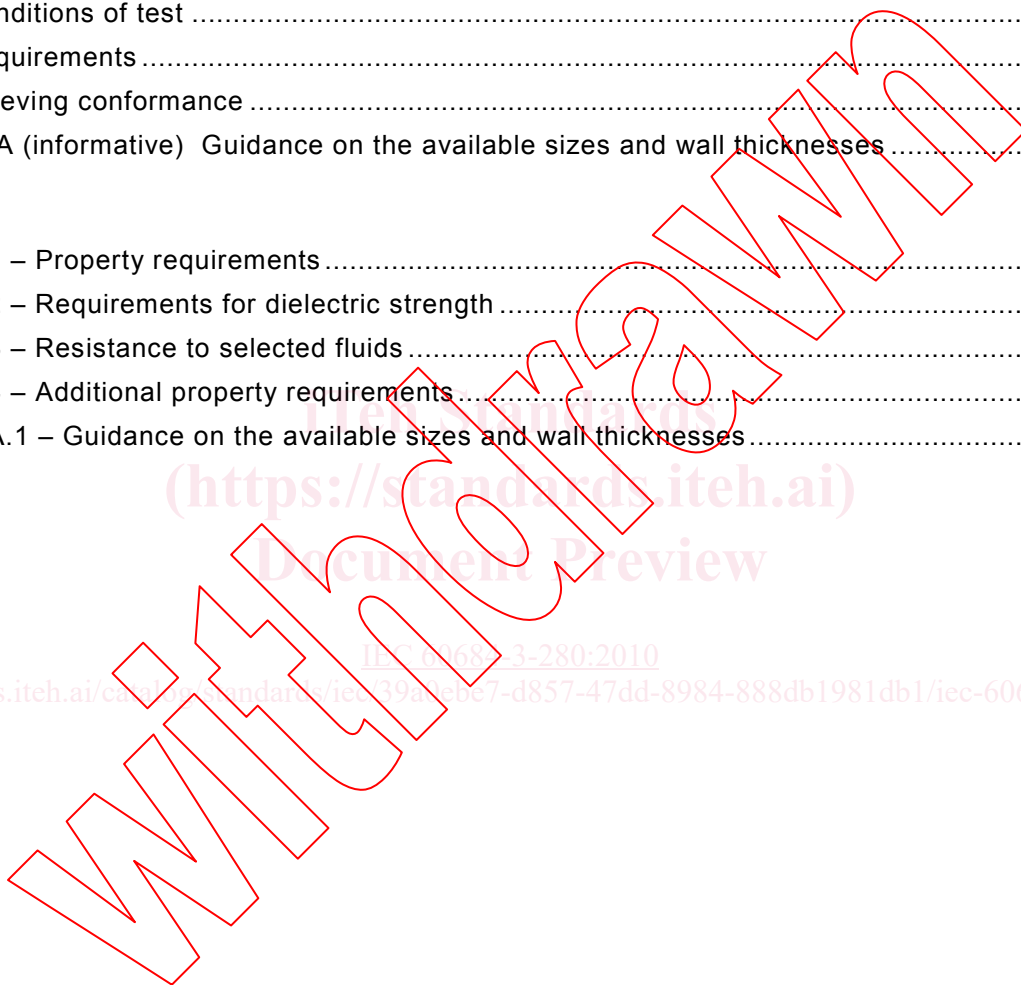 nditions of test
quirements
eving conformance
A (informative) Guidance on the available sizes and wall thicknesses
– Property requirements
– Requirements for dielectric strength
– Resistance to selected fluids
– Additional property requirements
A.1 – Guidance on the available sizes and wall thicknesses
iTeh Standards
(https://standards.iteh.ai)
Document Preview
IEC 60684-3-280:2010
s.iteh.ai/catalog/standards/iec/39a0ebe7-d857-47dd-8984-888db1981db1/iec-606
withdrawn